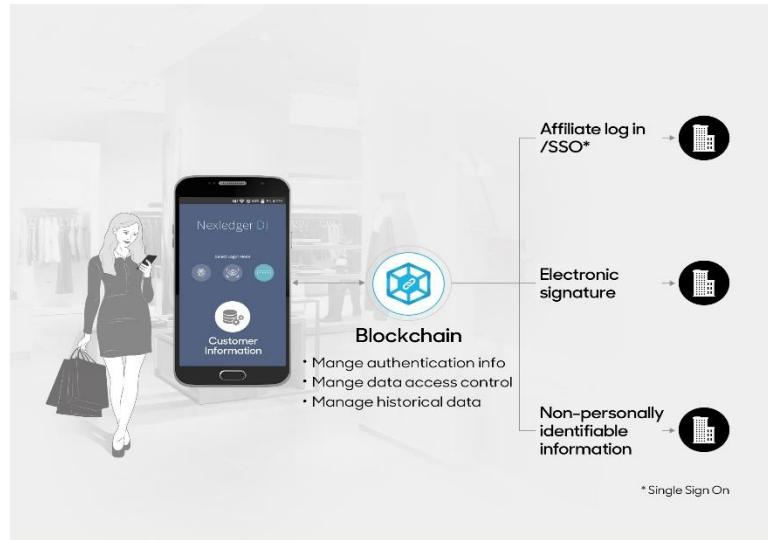 Nexledger DI
Customer
Information
Blockchain
• Mange authentication info
• Mange data access control
• Manage historical data
Affiliate log in
/SSO*
Electronic
signature
Non-personally
identifiable
information
* Single Sign On